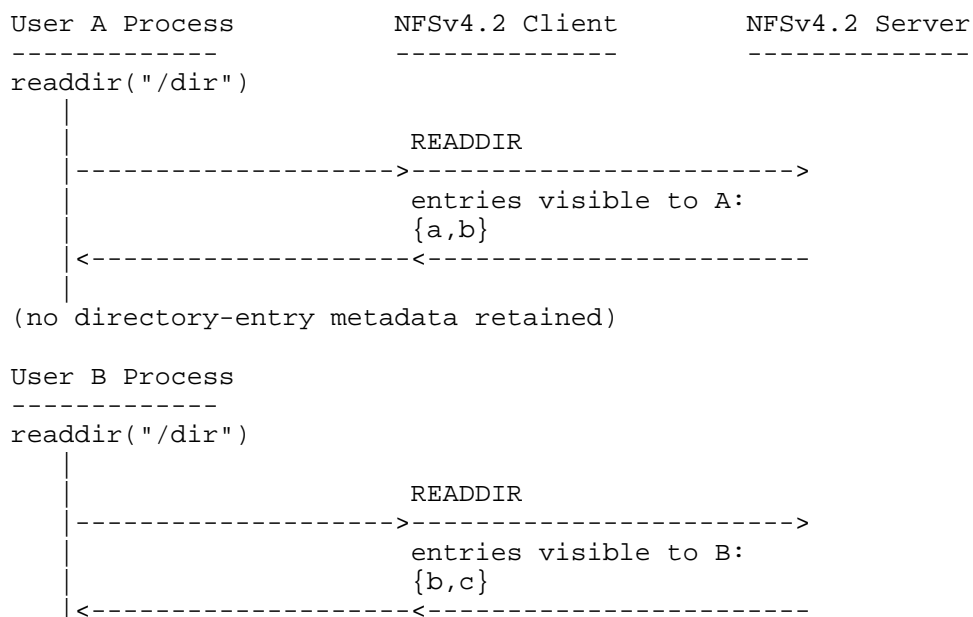 User A Process          NFSv4.2 Client        NFSv4.2 Server
-------------          --------------        --------------
readdir("/dir")
   |
   |                     READDIR
   |-------------------->------------------------>
   |                     entries visible to A:
   |                     {a,b}
   |<--------------------<------------------------
   |
(no directory-entry metadata retained)
User B Process
-------------
readdir("/dir")
   |
   |                     READDIR
   |-------------------->------------------------>
   |                     entries visible to B:
   |                     {b,c}
   |<--------------------<------------------------